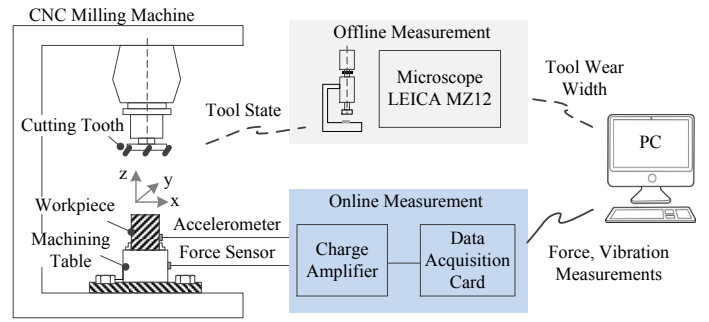 CNC Milling Machine
Offline Measurement
Microscope
LEICA MZ12
Tool Wear
Width
Tool State
Cutting Tooth
PC
z
y
x
Workpiece
Accelerometer
Online Measurement
Machining
Table
Force Sensor
Charge
Amplifier
Data
Acquisition
Card
Force, Vibration
Measurements